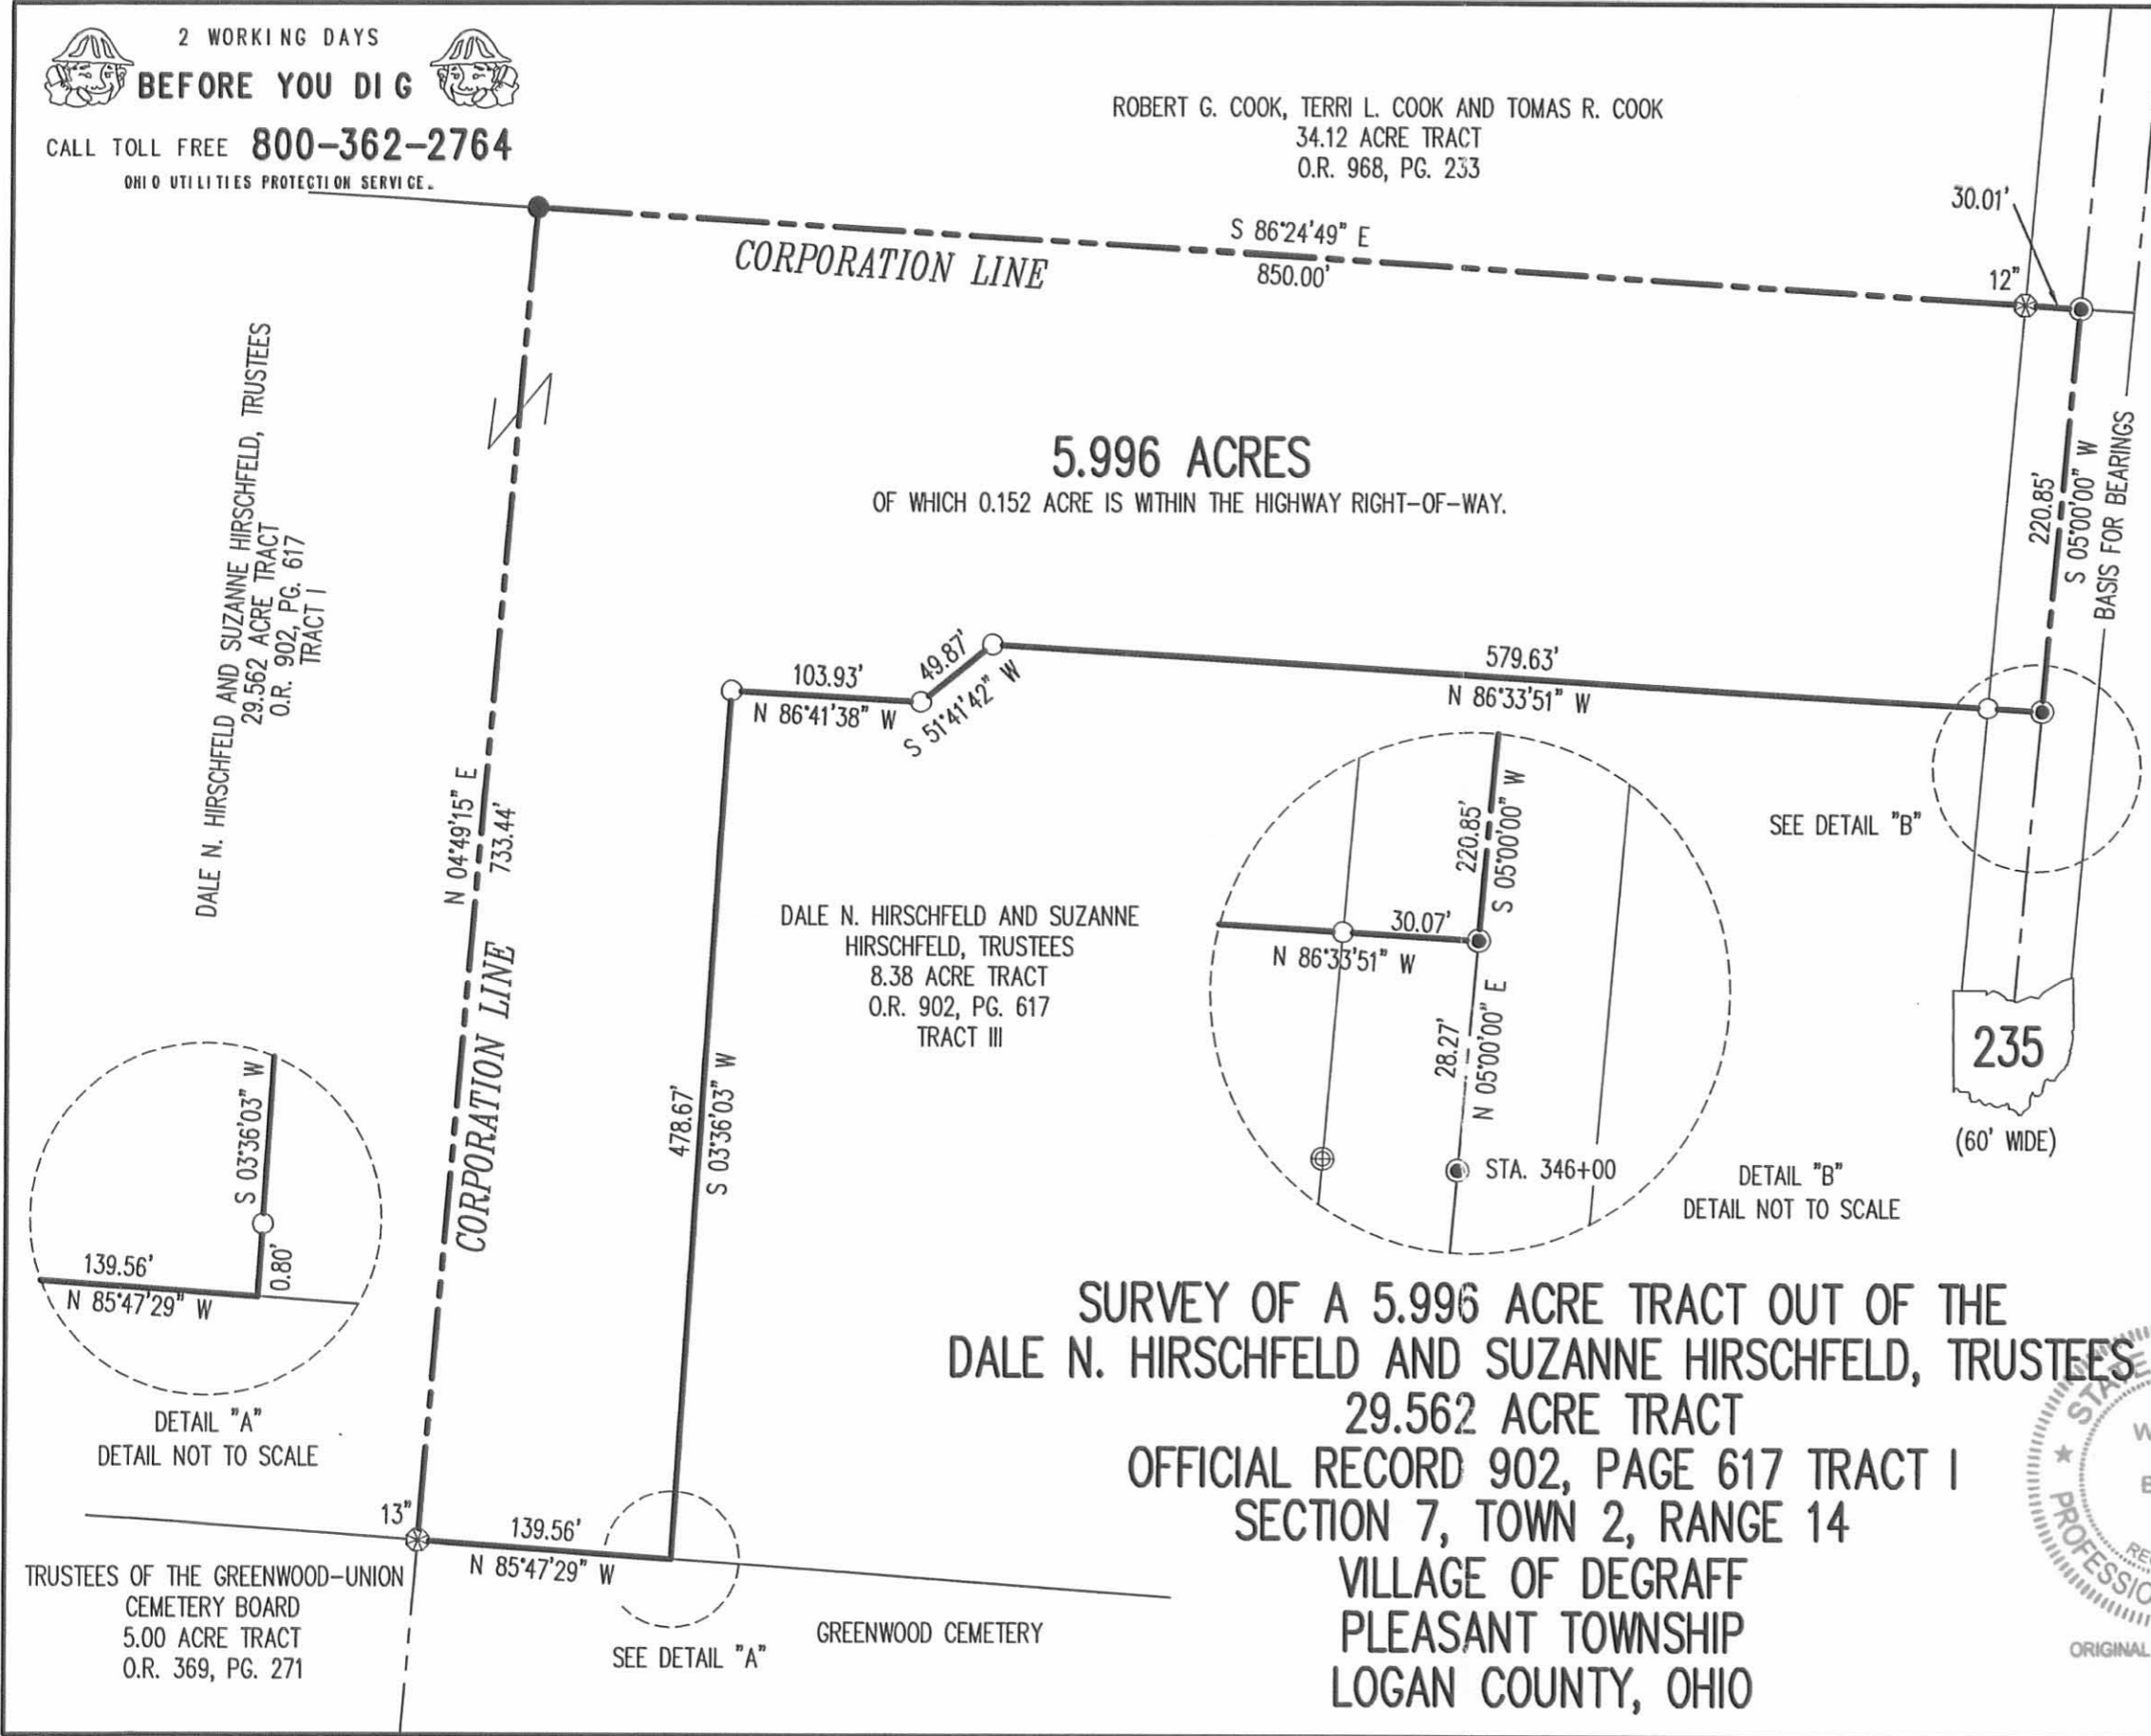 2 WORKING DAYS
BEFORE YOU DIG
CALL TOLL FREE 800-362-2764
OHIO UTILITIES PROTECTION SERVICE.
ROBERT G. COOK, TERRI L. COOK AND TOMAS R. COOK
34.12 ACRE TRACT
O.R. 968, PG. 233
30.01'
12"
S 86°24'49" E
850.00'
CORPORATION LINE
DALE N. HIRSCHFELD AND SUZANNE HIRSCHFELD, TRUSTEES
29.562 ACRE TRACT
O.R. 902, PG. 617
TRACT I
5.996 ACRES
OF WHICH 0.152 ACRE IS WITHIN THE HIGHWAY RIGHT-OF-WAY.
220.85'
S 05°00'00" W
BASIS FOR BEARINGS
103.93'
N 86°41'38" W
49.87'
S 51°41'42" W
579.63'
N 86°33'51" W
N 04°49'15" E
733.44'
CORPORATION LINE
SEE DETAIL "B"
DALE N. HIRSCHFELD AND SUZANNE
HIRSCHFELD, TRUSTEES
8.38 ACRE TRACT
O.R. 902, PG. 617
TRACT III
220.85'
S 05°00'00" W
30.07'
N 86°33'51" W
28.27'
N 05°00'00" E
STA. 346+00
DETAIL "B"
DETAIL NOT TO SCALE
235
(60' WIDE)
478.67'
S 03°36'03" W
S 03°36'03" W
139.56'
N 85°47'29" W
0.80'
DETAIL "A"
DETAIL NOT TO SCALE
13"
139.56'
N 85°47'29" W
TRUSTEES OF THE GREENWOOD-UNION
CEMETERY BOARD
5.00 ACRE TRACT
O.R. 369, PG. 271
SEE DETAIL "A"
GREENWOOD CEMETERY
SURVEY OF A 5.996 ACRE TRACT OUT OF THE
DALE N. HIRSCHFELD AND SUZANNE HIRSCHFELD, TRUSTEES
29.562 ACRE TRACT
OFFICIAL RECORD 902, PAGE 617 TRACT I
SECTION 7, TOWN 2, RANGE 14
VILLAGE OF DEGRAFF
PLEASANT TOWNSHIP
LOGAN COUNTY, OHIO
STATE
ORIGINAL